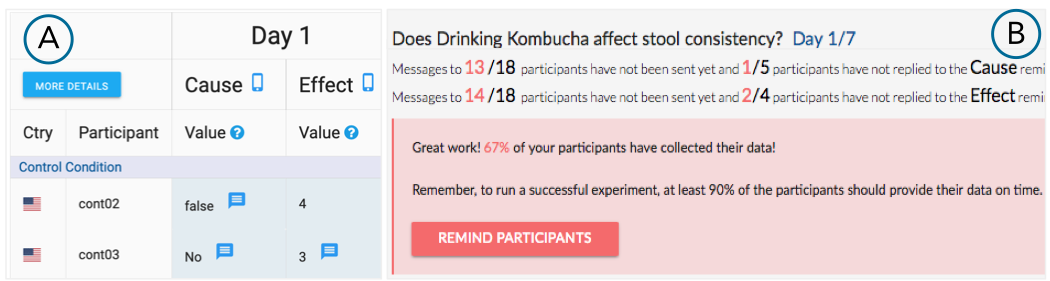 A
Day 1
MORE DETAILS
Cause
Effect
Ctry Participant Value ? Value ?
Control Condition
cont02 false 4
cont03 No 3
B
Does Drinking Kombucha affect stool consistency? Day 1/7
Messages to 13/18 participants have not been sent yet and 1/5 participants have not replied to the Cause remi
Messages to 14/18 participants have not been sent yet and 2/4 participants have not replied to the Effect remi
Great work! 67% of your participants have collected their data!
Remember, to run a successful experiment, at least 90% of the participants should provide their data on time.
REMIND PARTICIPANTS